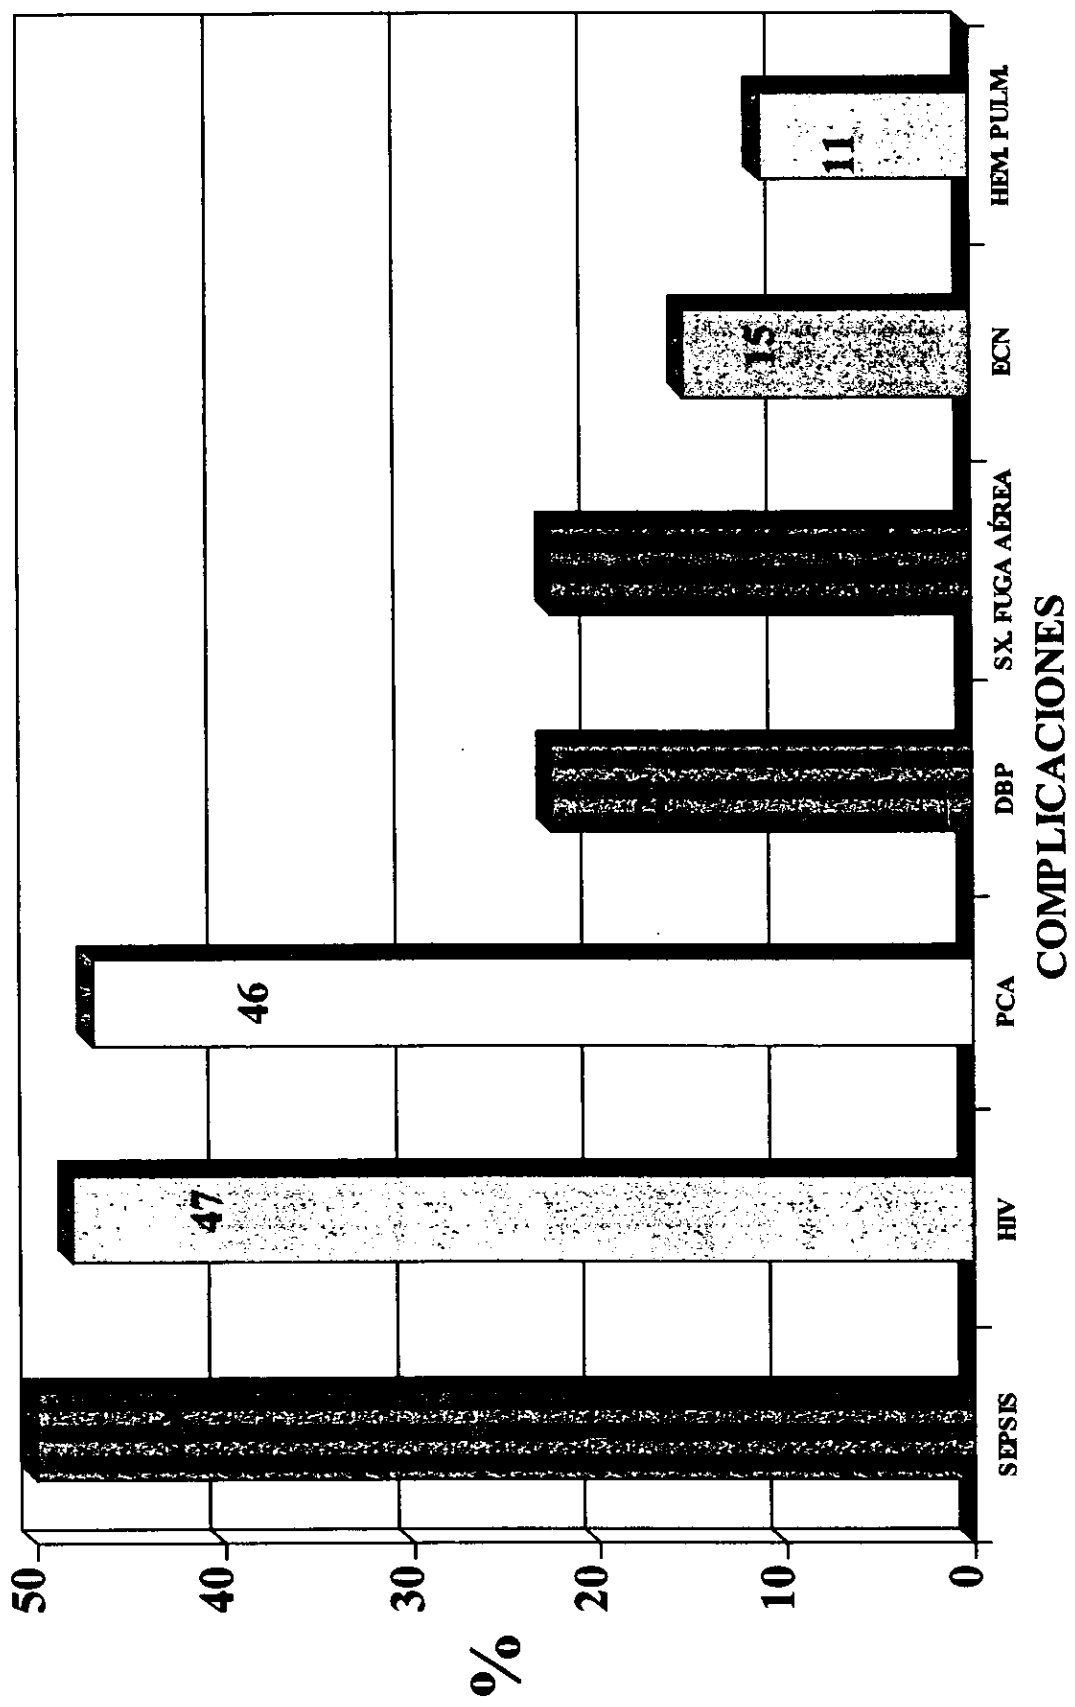 %
50
40
30
20
10
0
47
46
15
11
SEPSIS
HIV
PCA
DBP
SX. FUGA AÉREA
ECN
HEM. PULM.
COMPLICACIONES